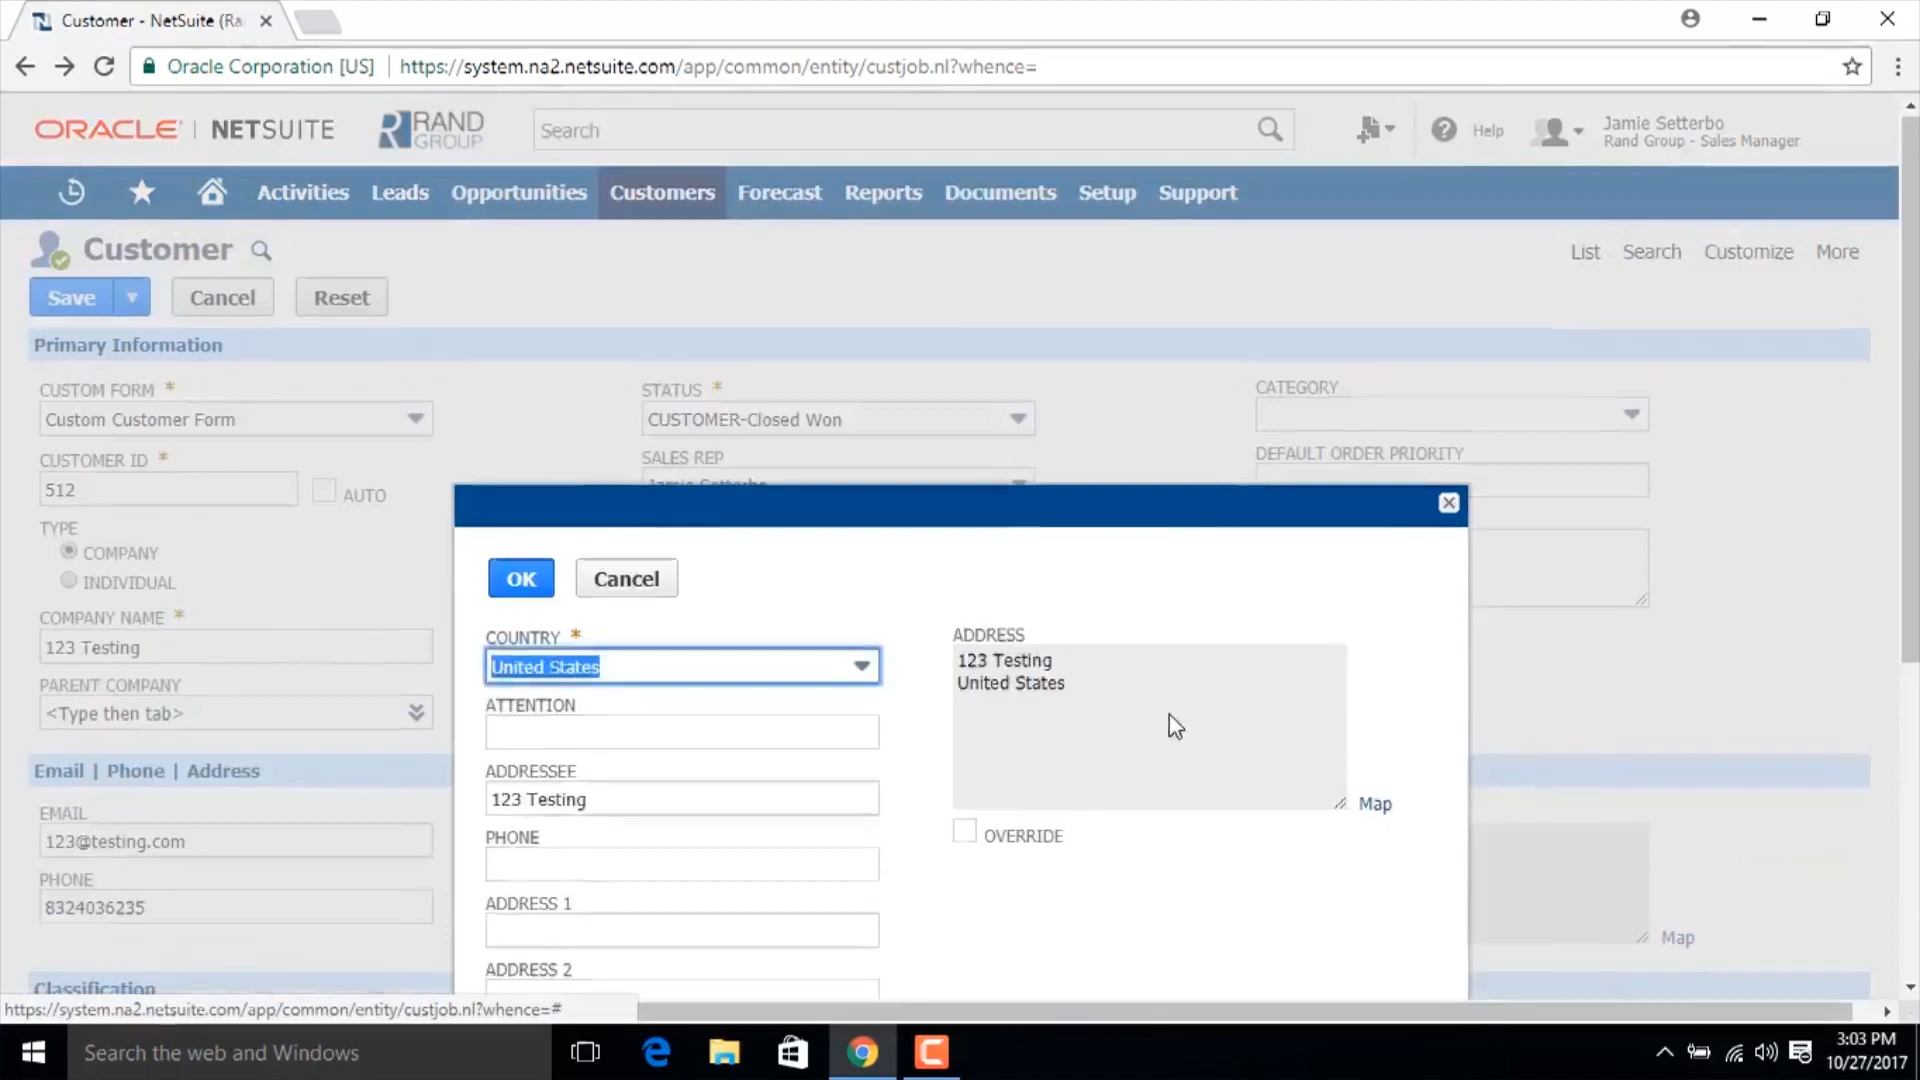 Customer - NetSuite (Ra
Oracle Corporation [US] https://system.na2.netsuite.com/app/common/entity/custjob.nl?whence=
ORACLE NETSUITE
RAND GROUP
Search
Help
Jamie Setterbo
Rand Group - Sales Manager
Activities Leads Opportunities Customers Forecast Reports Documents Setup Support
Customer
List Search Customize More
Save Cancel Reset
Primary Information
CUSTOM FORM *
Custom Customer Form
CUSTOMER ID *
512
AUTO
TYPE
COMPANY
INDIVIDUAL
COMPANY NAME *
123 Testing
PARENT COMPANY
<Type then tab>
STATUS *
CUSTOMER-Closed Won
SALES REP
Jamie Setterbo
CATEGORY
DEFAULT ORDER PRIORITY
Email | Phone | Address
EMAIL
123@testing.com
PHONE
8324036235
Map
Classification
OK Cancel
COUNTRY *
United States
ATTENTION
ADDRESSEE
123 Testing
PHONE
ADDRESS 1
ADDRESS 2
ADDRESS
123 Testing
United States
Map
OVERRIDE
https://system.na2.netsuite.com/app/common/entity/custjob.nl?whence=#
Search the web and Windows
3:03 PM
10/27/2017